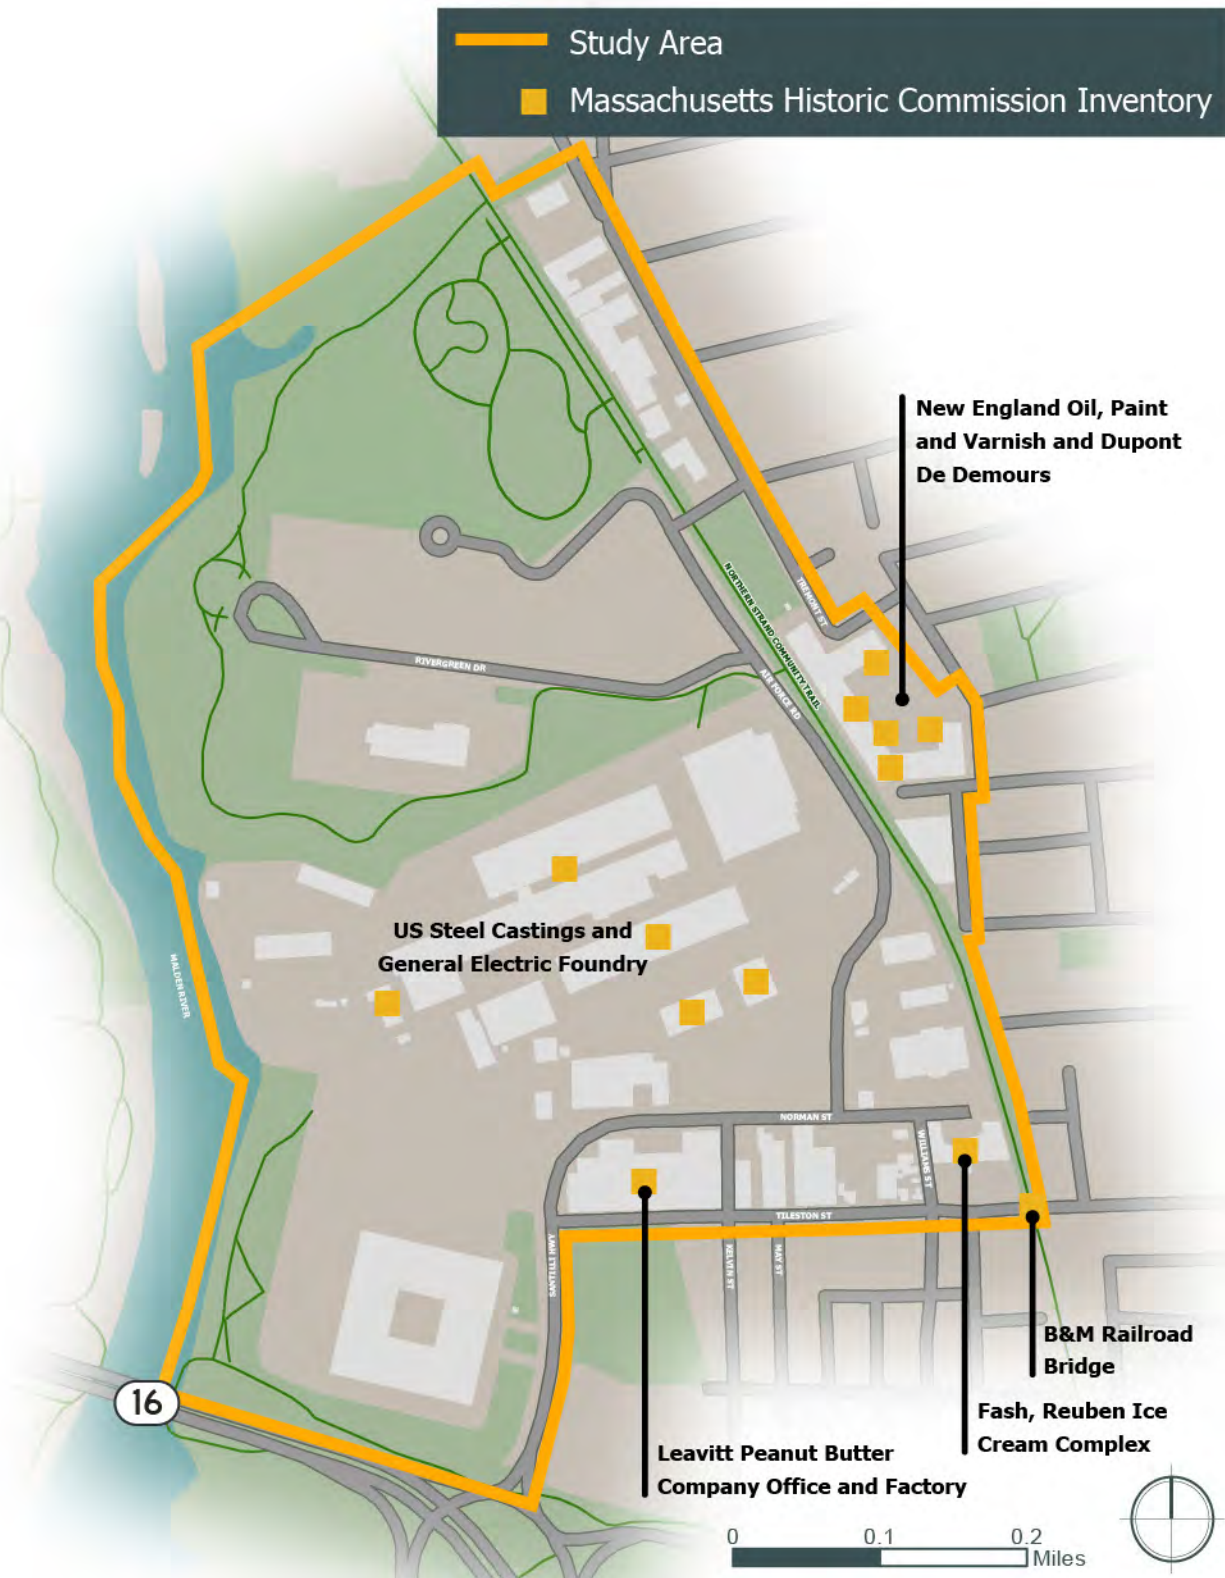 Study Area
Massachusetts Historic Commission Inventory
New England Oil, Paint
and Varnish and Dupont
De Demours
NORTHERN STRAND COMMUNITY TRAIL
TREMONT ST
RIVERGREEN DR
AIR FORCE RD
US Steel Castings and
General Electric Foundry
MALDEN RIVER
NORMAN ST
WILLIAMS ST
TILESTON ST
SANTILLI HWY
KELVIN ST
MAY ST
B&M Railroad
Bridge
16
Fash, Reuben Ice
Cream Complex
Leavitt Peanut Butter
Company Office and Factory
0 0.1 0.2
Miles